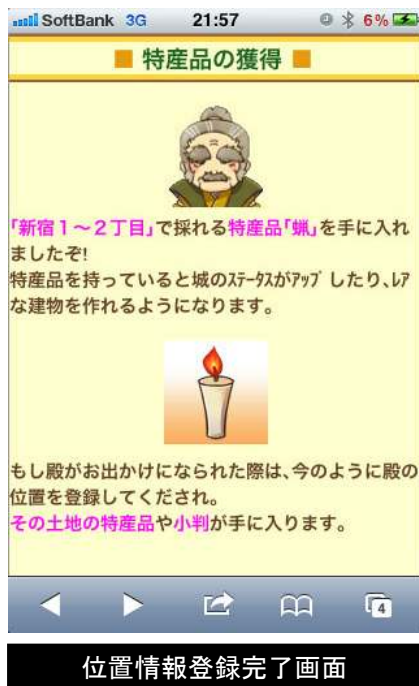 SoftBank 3G 21:57 6%
■ 特産品の獲得 ■
「新宿1～2丁目」で採れる特産品「蝋」を手に入れ
ましたぞ!
特産品を持っていると城のｽﾃｰﾀｽがｱｯﾌﾟしたり、ﾚｱ
な建物を作れるようになります。
もし殿がお出かけになられた際は、今のように殿の
位置を登録してくだされ。
その土地の特産品や小判が手に入ります。
4
位置情報登録完了画面